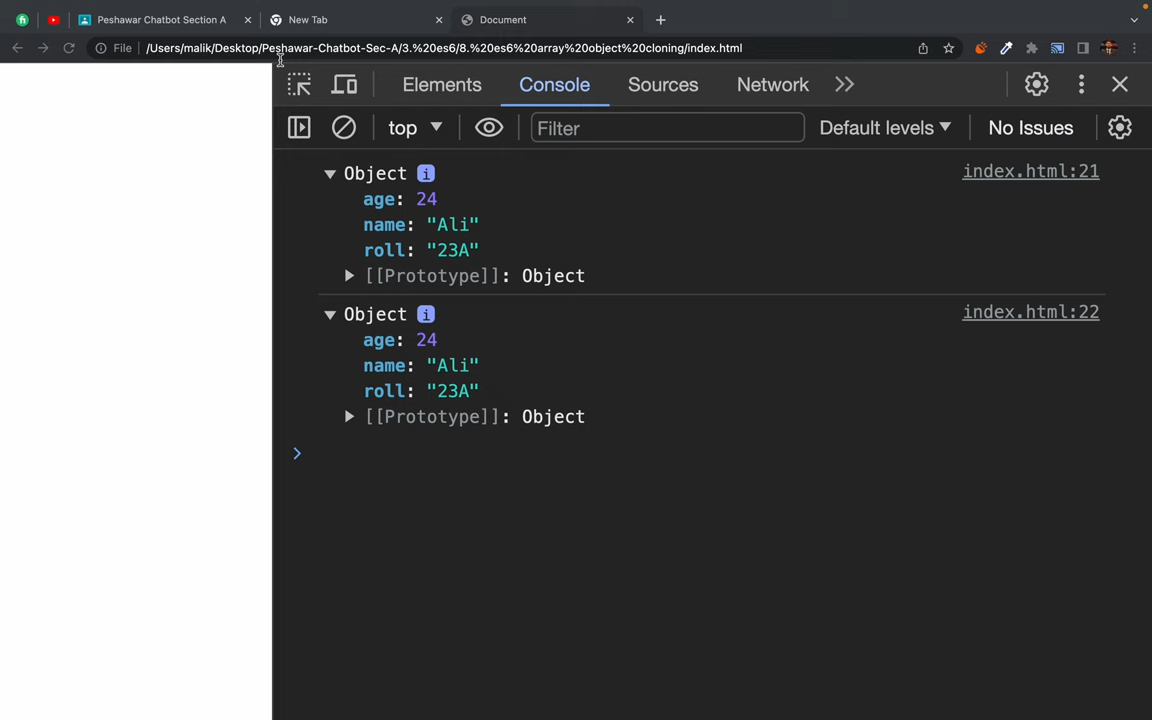 Peshawar Chatbot Section A
New Tab
Document
File
/Users/malik/Desktop/Peshawar-Chatbot-Sec-A/3.%20es6/8.%20es6%20array%20object%20cloning/index.html
Elements
Console
Sources
Network
top
Filter
Default levels
No Issues
Object i
index.html:21
age: 24
name: "Ali"
roll: "23A"
[[Prototype]]: Object
Object i
index.html:22
age: 24
name: "Ali"
roll: "23A"
[[Prototype]]: Object